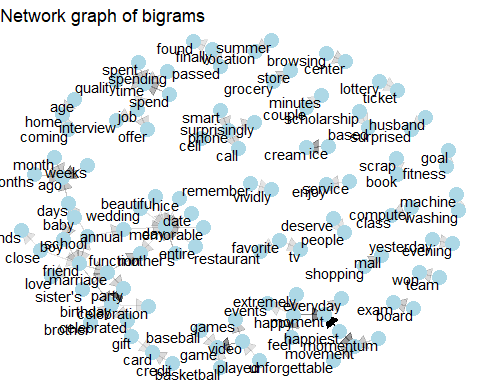 Network graph of bigrams
found
summer
finally
vocation
browsing
center
spent
spending
passed
store
quality
time
grocery
lottery
ticket
age
spend
minutes
couple
scholarship
home
job
smart
husband
coming
interview
offer
surprisingly
based
surprised
phone
cell
call
cream
ice
goal
month
weeks
scrap
fitness
onths
ago
remember
vividly
enjoy
service
book
machine
days
beautiful
nice
computer
washing
baby
wedding
date
class
nds
school
annual
memorable
deserve
yesterday
boy
entire
favorite
people
evening
close
function
mother's
restaurant
tv
mall
friend
shopping
work
love
marriage
team
sister's
party
extremely
everyday
exam
birthday
celebration
events
happy
moment
board
brother
celebrated
games
happiest
gift
baseball
feel
momentum
game
video
movement
card
played
unforgettable
credit
basketball